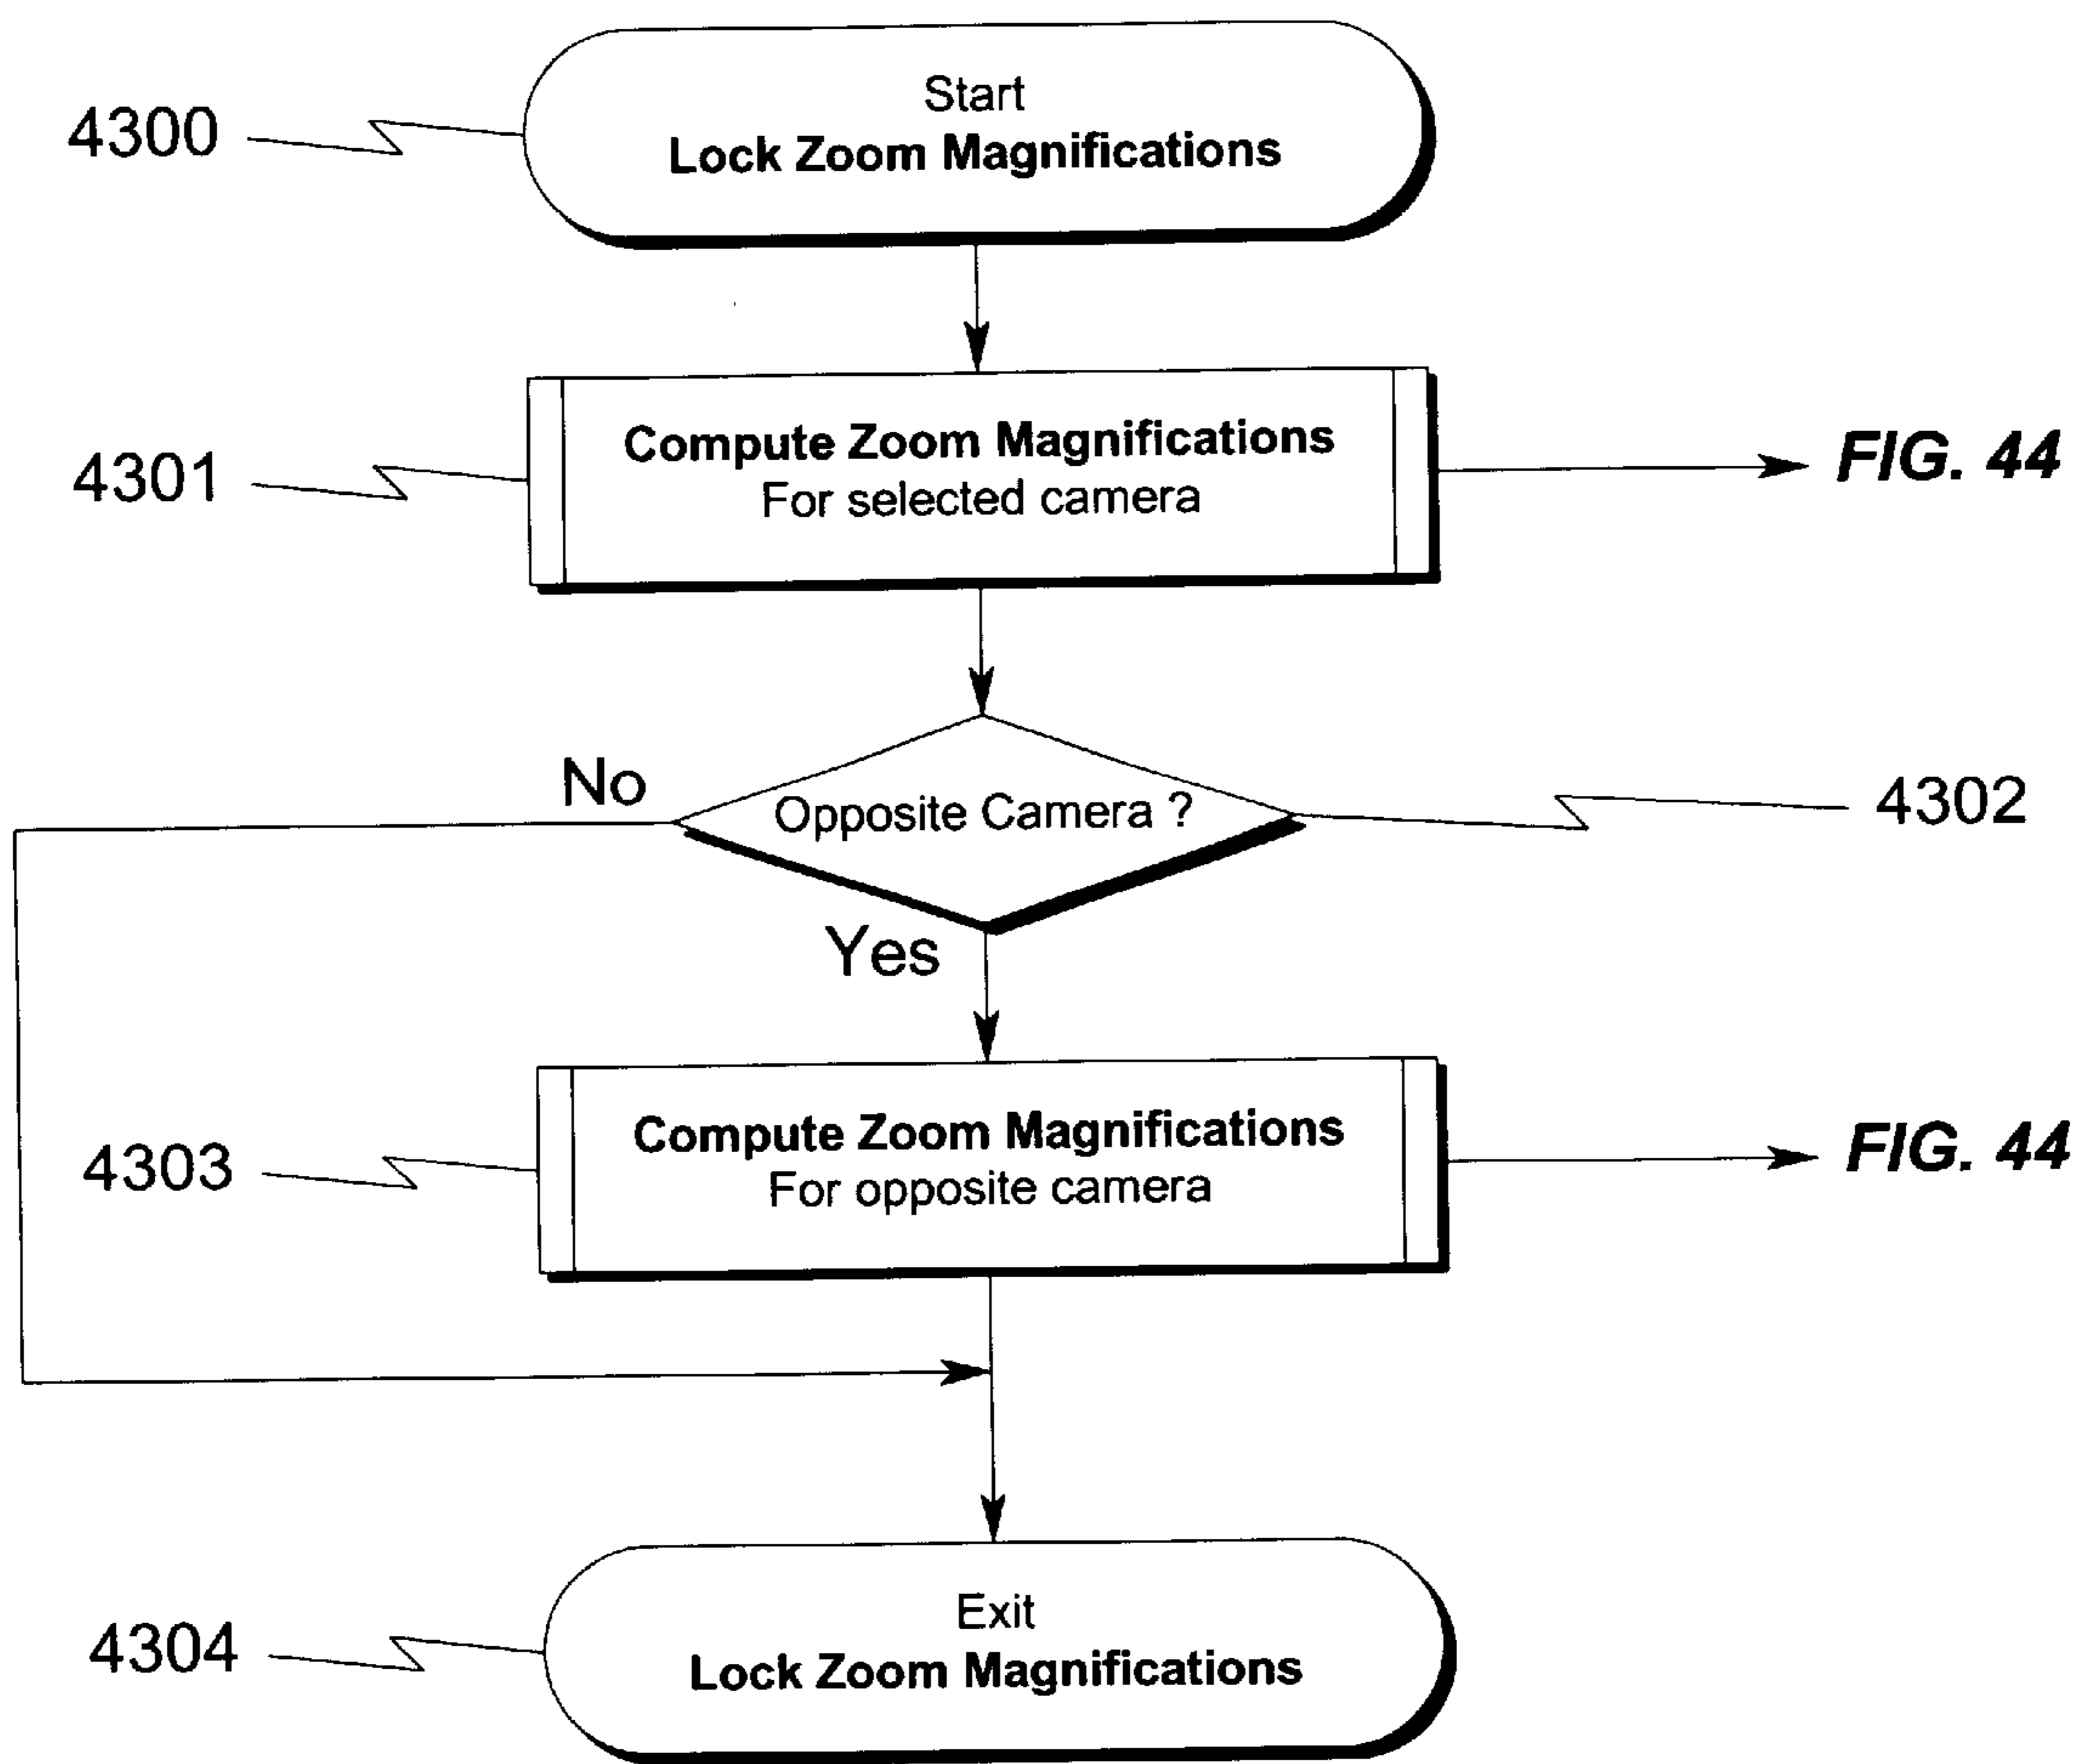 4300
Start
Lock Zoom Magnifications
4301
Compute Zoom Magnifications
For selected camera
FIG. 44
No
Opposite Camera ?
4302
Yes
4303
Compute Zoom Magnifications
For opposite camera
FIG. 44
4304
Exit
Lock Zoom Magnifications